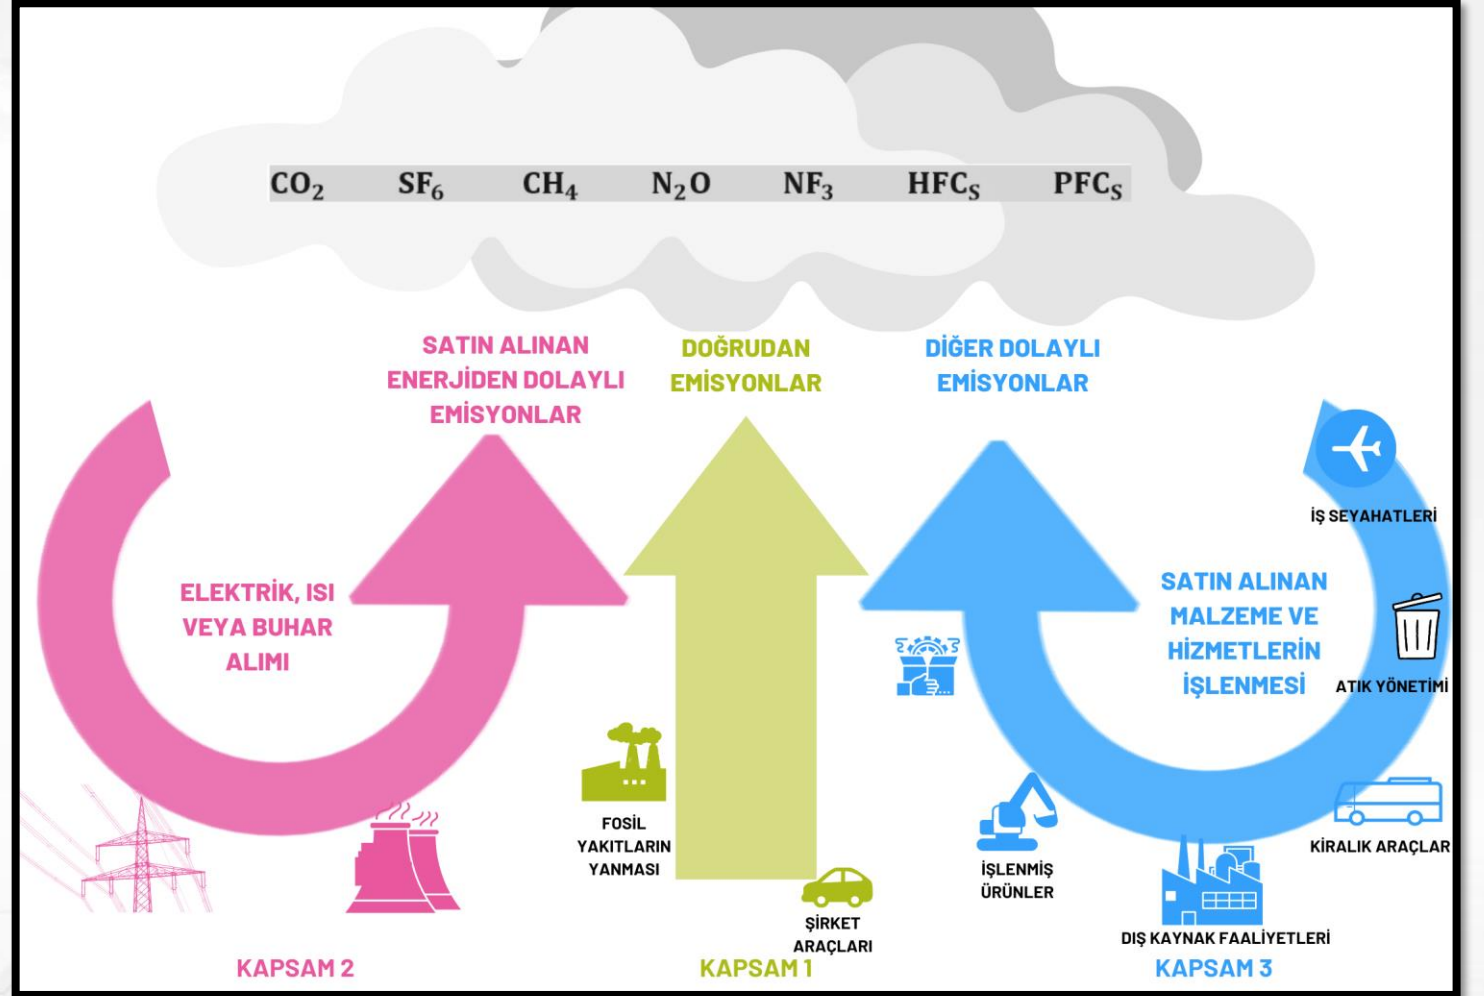 CO₂ SF₆ CH₄ N₂O NF₃ HFCₛ PFCₛ
SATIN ALINAN
ENERJİDEN DOLAYLI
EMİSYONLAR
DOĞRUDAN
EMİSYONLAR
DİĞER DOLAYLI
EMİSYONLAR
ELEKTRİK, ISI
VEYA BUHAR
ALIMI
SATIN ALINAN
MALZEME VE
HİZMETLERİN
İŞLENMESİ
İŞ SEYAHATLERİ
ATIK YÖNETİMİ
KİRALIK ARAÇLAR
FOSİL
YAKITLARIN
YANMASI
ŞİRKET
ARAÇLARI
İŞLENMİŞ
ÜRÜNLER
DIŞ KAYNAK FAALİYETLERİ
KAPSAM 2
KAPSAM 1
KAPSAM 3